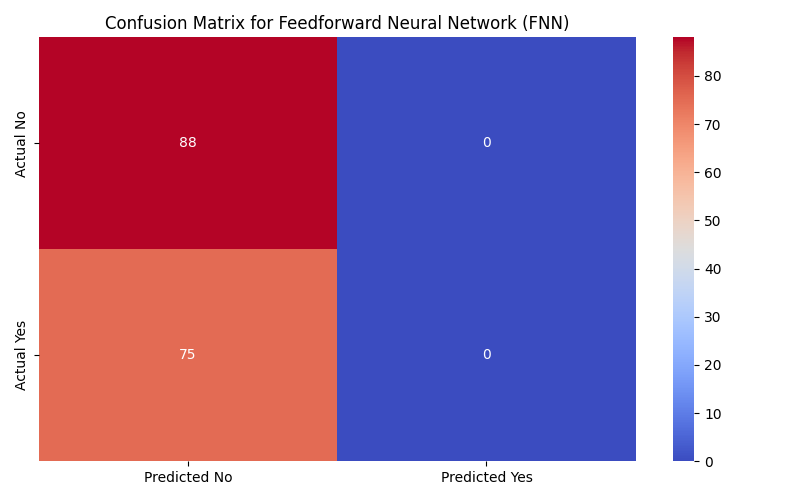 Confusion Matrix for Feedforward Neural Network (FNN)
Actual No
88
0
Actual Yes
75
0
Predicted No
Predicted Yes
80
70
60
50
40
30
20
10
0